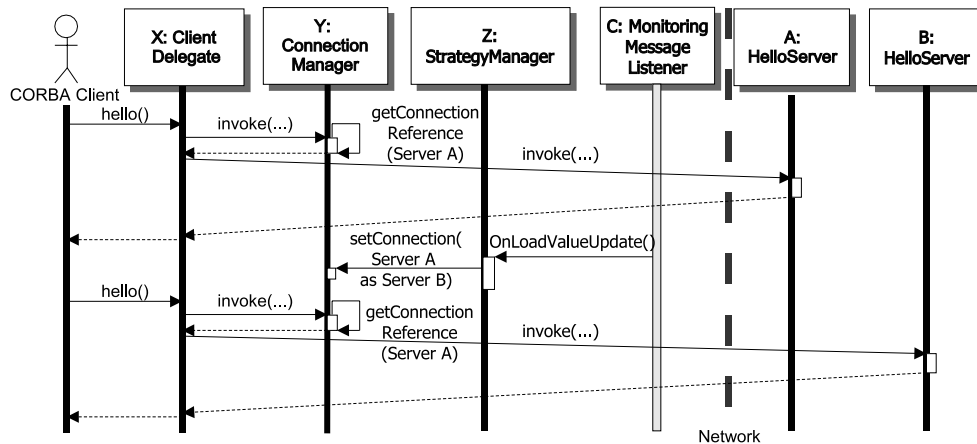 X: Client
Delegate
Y:
Connection
Manager
Z:
StrategyManager
C: Monitoring
Message
Listener
A:
HelloServer
B:
HelloServer
CORBA Client
hello()
invoke(...)
getConnection
Reference
(Server A)
invoke(...)
setConnection(
Server A
as Server B)
OnLoadValueUpdate()
hello()
invoke(...)
getConnection
Reference
(Server A)
invoke(...)
Network